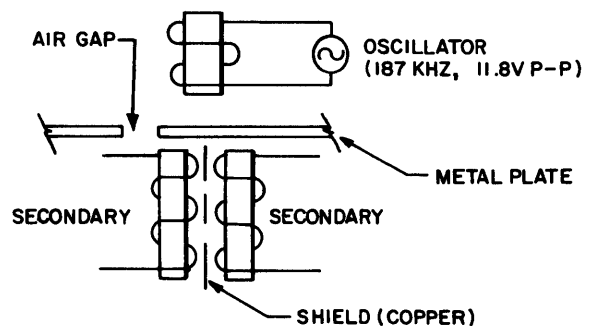 AIR GAP
OSCILLATOR
(187 KHZ, 11.8V P-P)
METAL PLATE
SECONDARY
SECONDARY
SHIELD (COPPER)